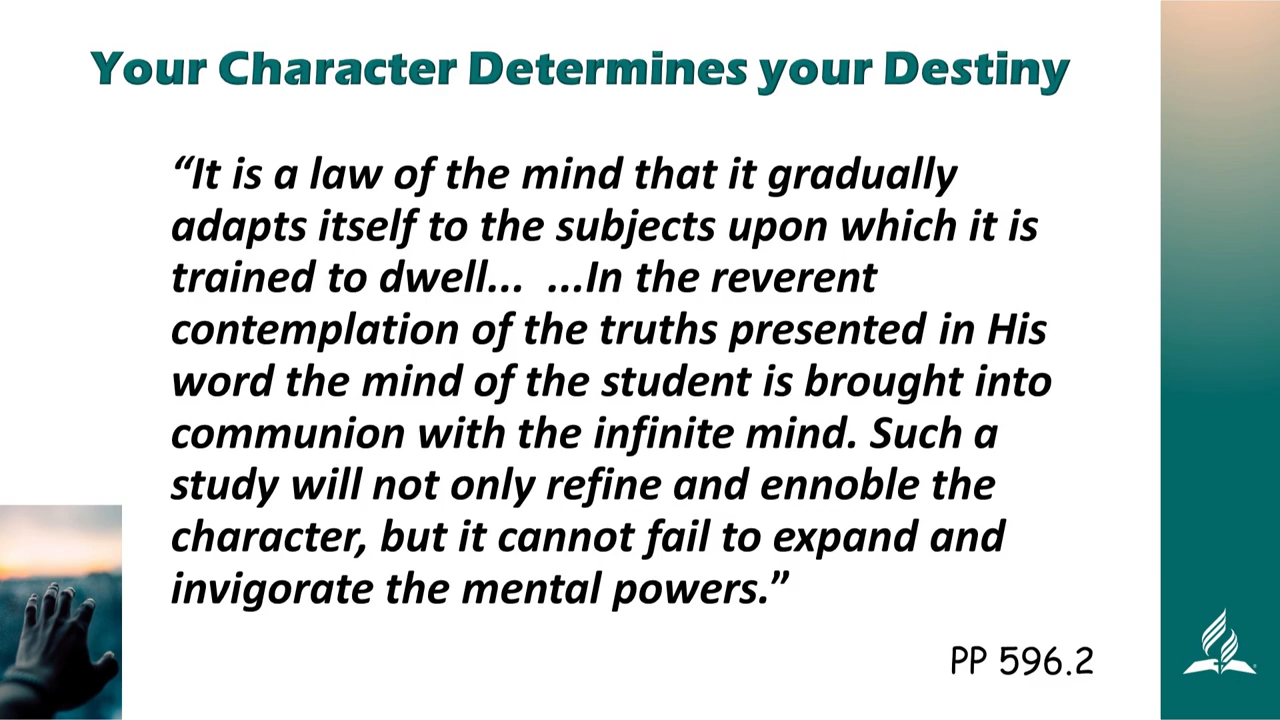 Your Character Determines your Destiny
“It is a law of the mind that it gradually
adapts itself to the subjects upon which it is
trained to dwell... ...In the reverent
contemplation of the truths presented in His
word the mind of the student is brought into
communion with the infinite mind. Such a
study will not only refine and ennoble the
character, but it cannot fail to expand and
invigorate the mental powers.”
PP 596.2